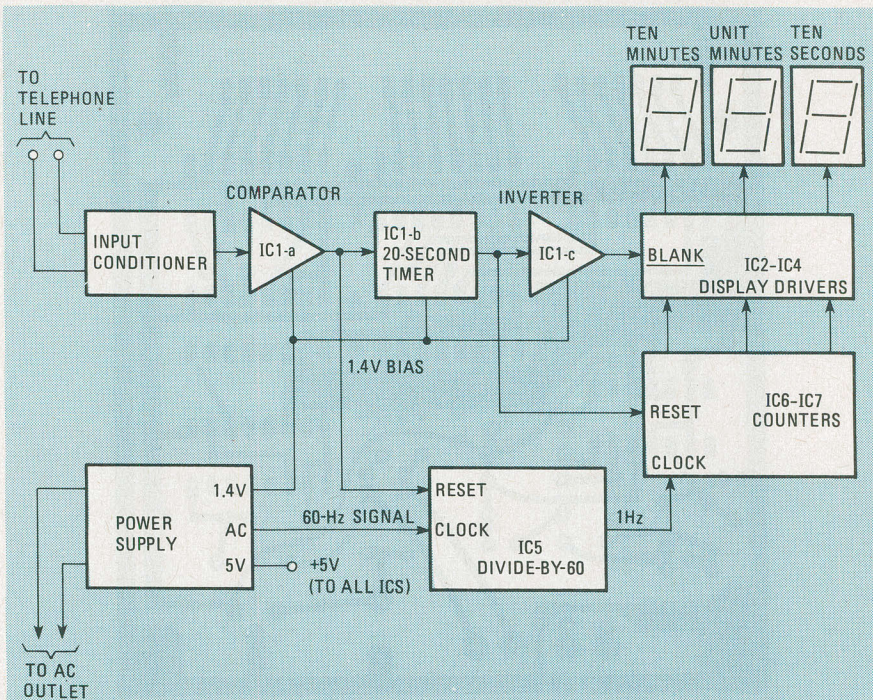 TEN
MINUTES
UNIT
MINUTES
TEN
SECONDS
TO
TELEPHONE
LINE
COMPARATOR
INVERTER
INPUT
CONDITIONER
IC1-a
IC1-b
20-SECOND
TIMER
IC1-c
BLANK
IC2-IC4
DISPLAY DRIVERS
1.4V BIAS
RESET
IC6-IC7
COUNTERS
CLOCK
POWER
SUPPLY
1.4V
AC
5V
60-Hz SIGNAL
+5V
(TO ALL ICS)
RESET
CLOCK
IC5
DIVIDE-BY-60
1Hz
TO AC
OUTLET